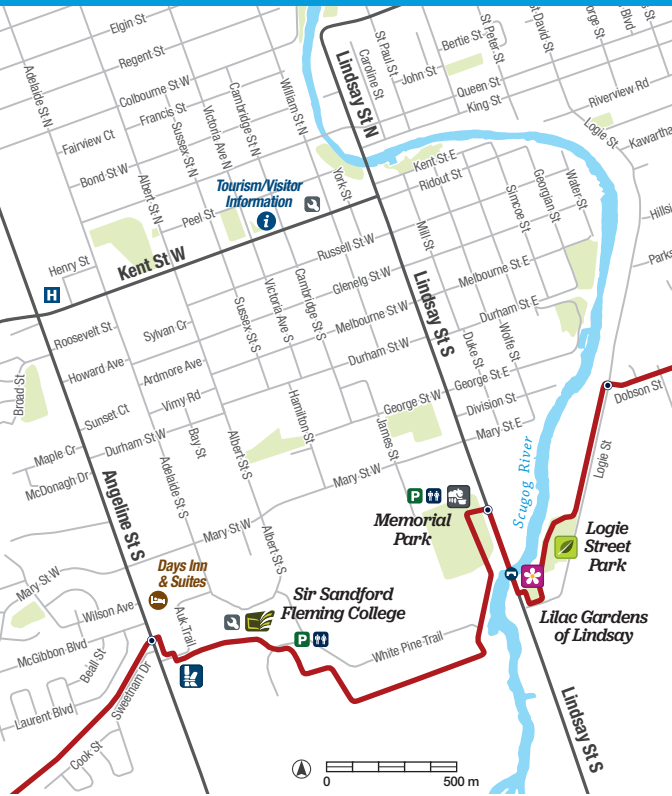 Elgin St
Regent St
Colbourne St W
Francis St
Fairview Ct
Bond St W
Adelaide St N
Albert St N
Sussex St N
Victoria Ave N
Cambridge St N
William St N
Peel St
Henry St
H
Kent St W
Tourism/Visitor
Information
i
York St
Lindsay St N
St Paul St
Caroline St
John St
Bertie St
St Peter St
St David St
Queen St
King St
Riverview Rd
Logie St
Kent St E
Ridout St
Simcoe St
Georgian St
Water St
Mill St
Russell St W
Glenelg St W
Melbourne St W
Durham St W
Melbourne St E
Durham St E
Lindsay St S
Duke St
Wolfe St
George St E
Division St
Mary St E
George St W
James St
Hamilton St
Cambridge St S
Victoria Ave S
Sussex St S
Roosevelt St
Sylvan Cr
Howard Ave
Ardmore Ave
Vimy Rd
Sunset Ct
Broad St
Maple Cr
McDonagh Dr
Durham St W
Bay St
Albert St S
Adelaide St S
Mary St W
Mary St W
Albert St S
Angeline St S
Mary St W
Wilson Ave
McGibbon Blvd
Beall St
Laurent Blvd
Sweetnam Dr
Cook St
Days Inn
& Suites
Auk Trail
Sir Sandford
Fleming College
P
White Pine Trail
P
Memorial
Park
Scugog River
Dobson St
Logie St
Logie
Street
Park
Lilac Gardens
of Lindsay
Lindsay St S
0
500 m